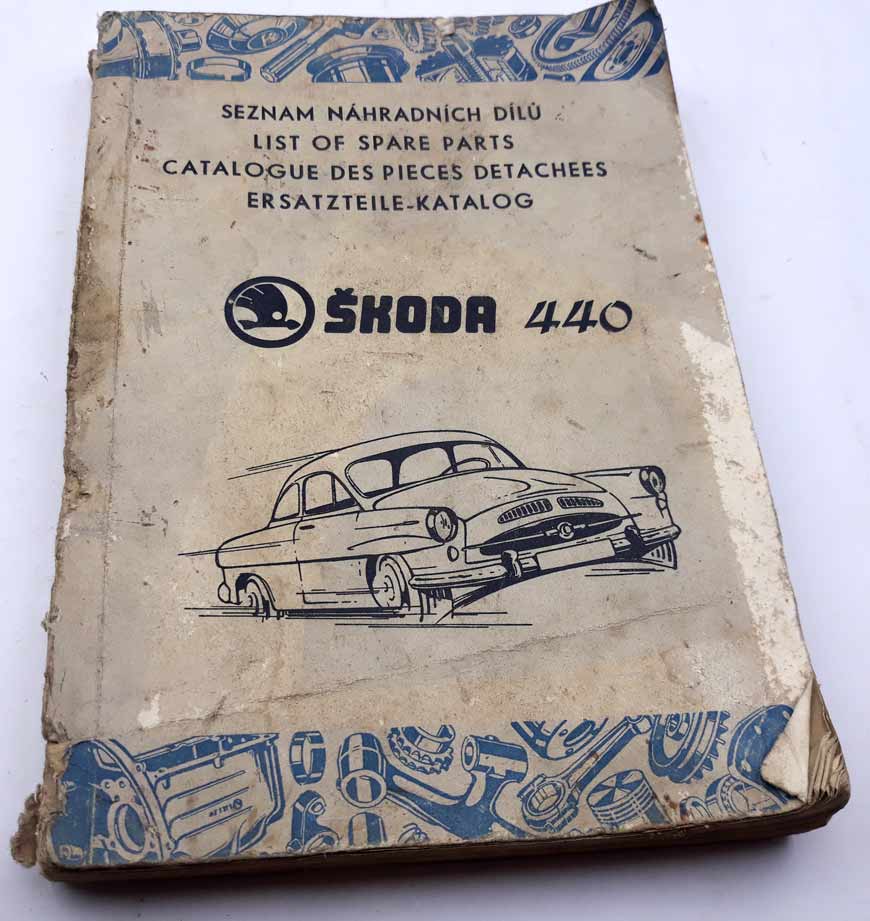 SEZNAM NÁHRADNÍCH DÍLŮ
LIST OF SPARE PARTS
CATALOGUE DES PIECES DETACHEES
ERSATZTEILE-KATALOG
ŠKODA 440